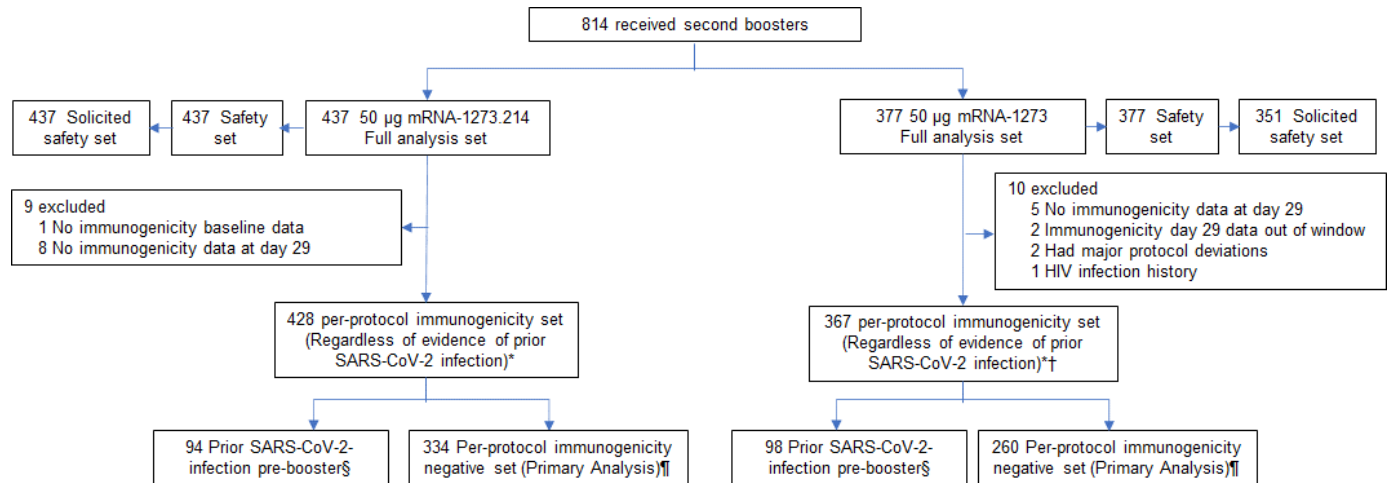 814 received second boosters
437 Solicited
safety set
437 Safety
set
437 50 µg mRNA-1273.214
Full analysis set
377 50 µg mRNA-1273
Full analysis set
377 Safety
set
351 Solicited
safety set
9 excluded
1 No immunogenicity baseline data
8 No immunogenicity data at day 29
10 excluded
5 No immunogenicity data at day 29
2 Immunogenicity day 29 data out of window
2 Had major protocol deviations
1 HIV infection history
428 per-protocol immunogenicity set
(Regardless of evidence of prior
SARS-CoV-2 infection)*
367 per-protocol immunogenicity set
(Regardless of evidence of prior
SARS-CoV-2 infection)*†
94 Prior SARS-CoV-2-
infection pre-booster§
334 Per-protocol immunogenicity
negative set (Primary Analysis)¶
98 Prior SARS-CoV-2-
infection pre-booster§
260 Per-protocol immunogenicity
negative set (Primary Analysis)¶